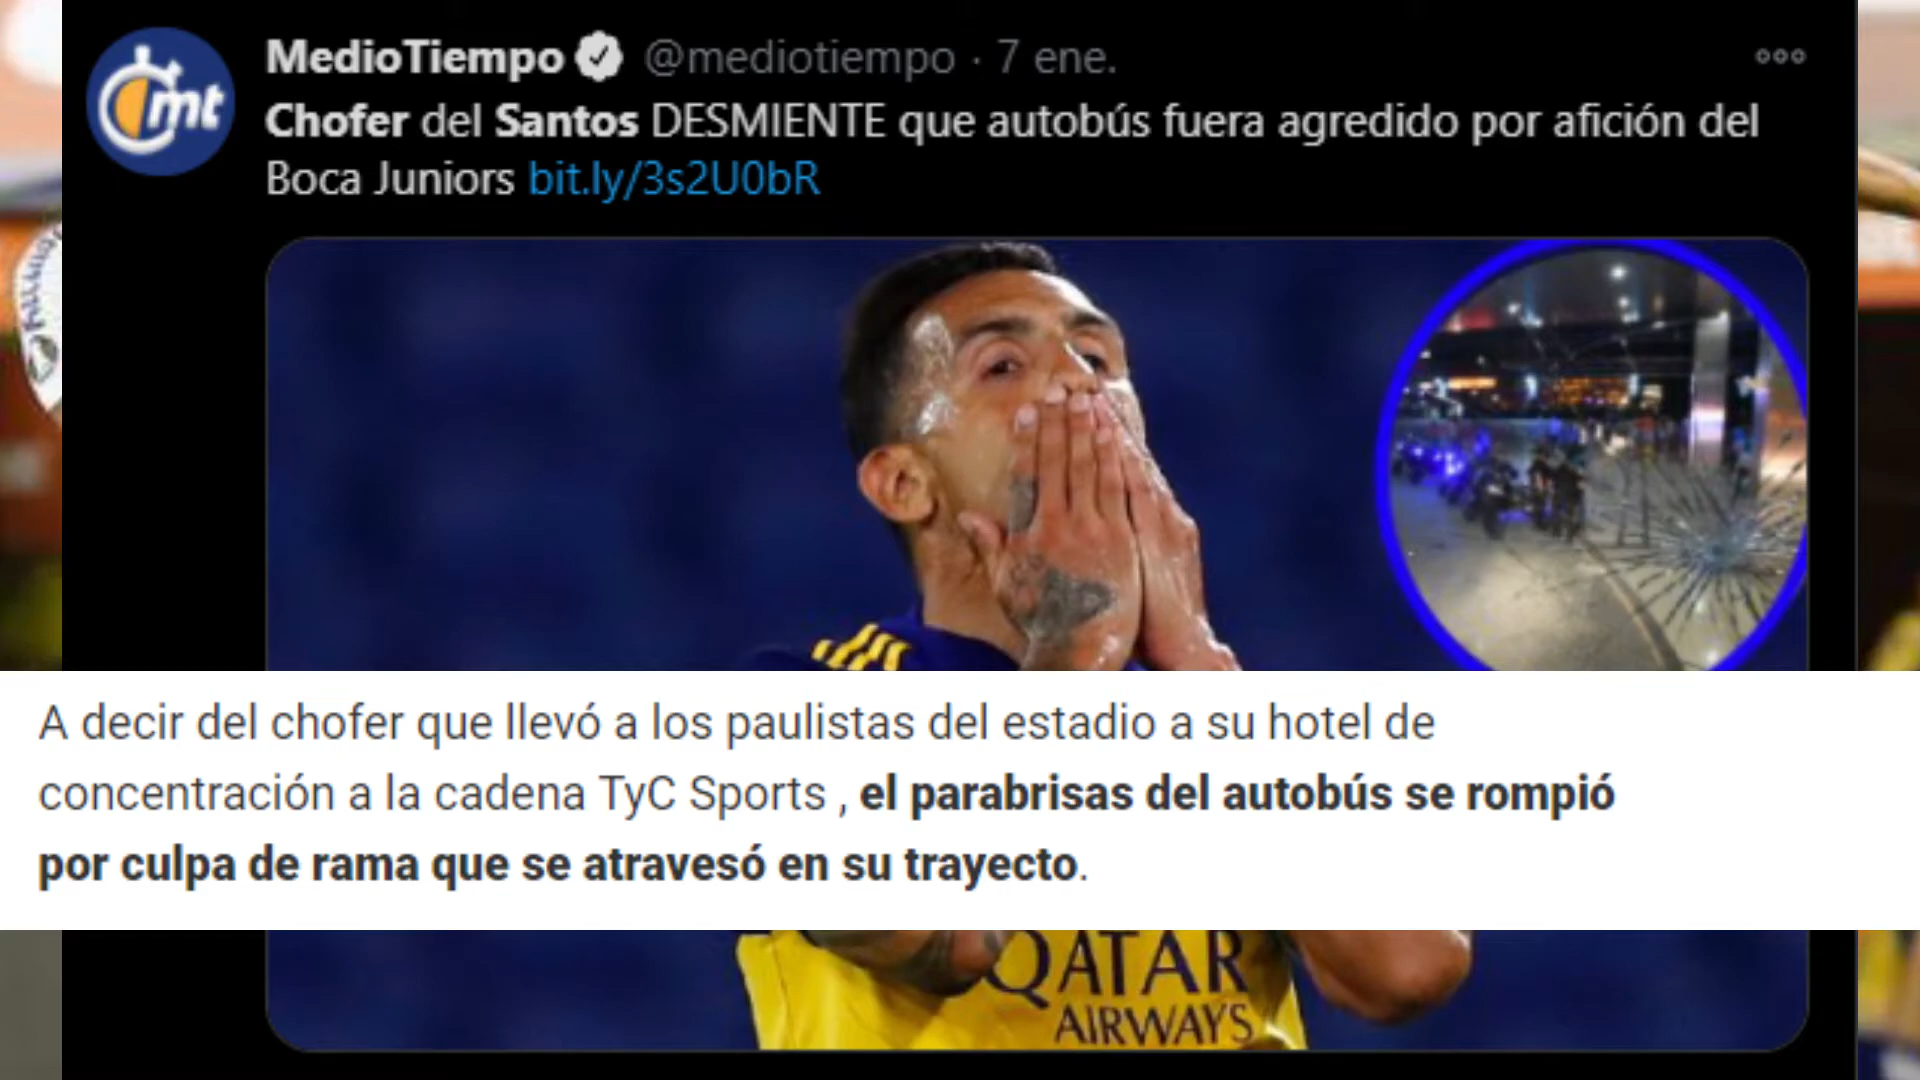 MedioTiempo @mediotiempo · 7 ene.
mt
Chofer del Santos DESMIENTE que autobús fuera agredido por afición del
Boca Juniors bit.ly/3s2U0bR
A decir del chofer que llevó a los paulistas del estadio a su hotel de
concentración a la cadena TyC Sports , el parabrisas del autobús se rompió
por culpa de rama que se atravesó en su trayecto.
QATAR
AIRWAYS